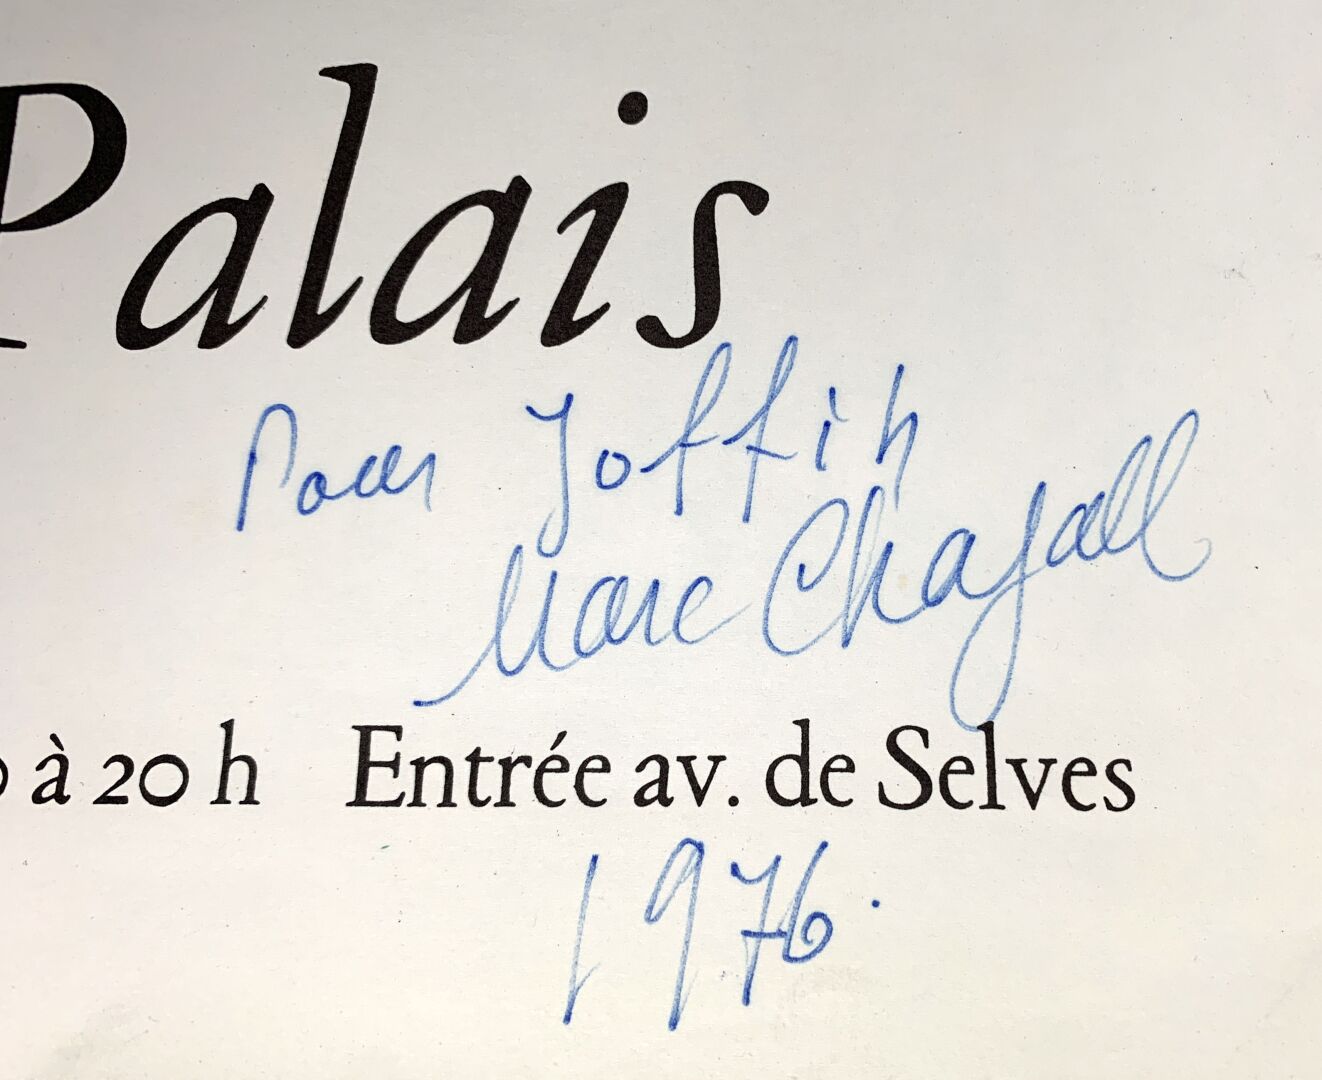 Palais
Pour Joffin
Marc Chagall
à 20 h Entrée av. de Selves
1976.